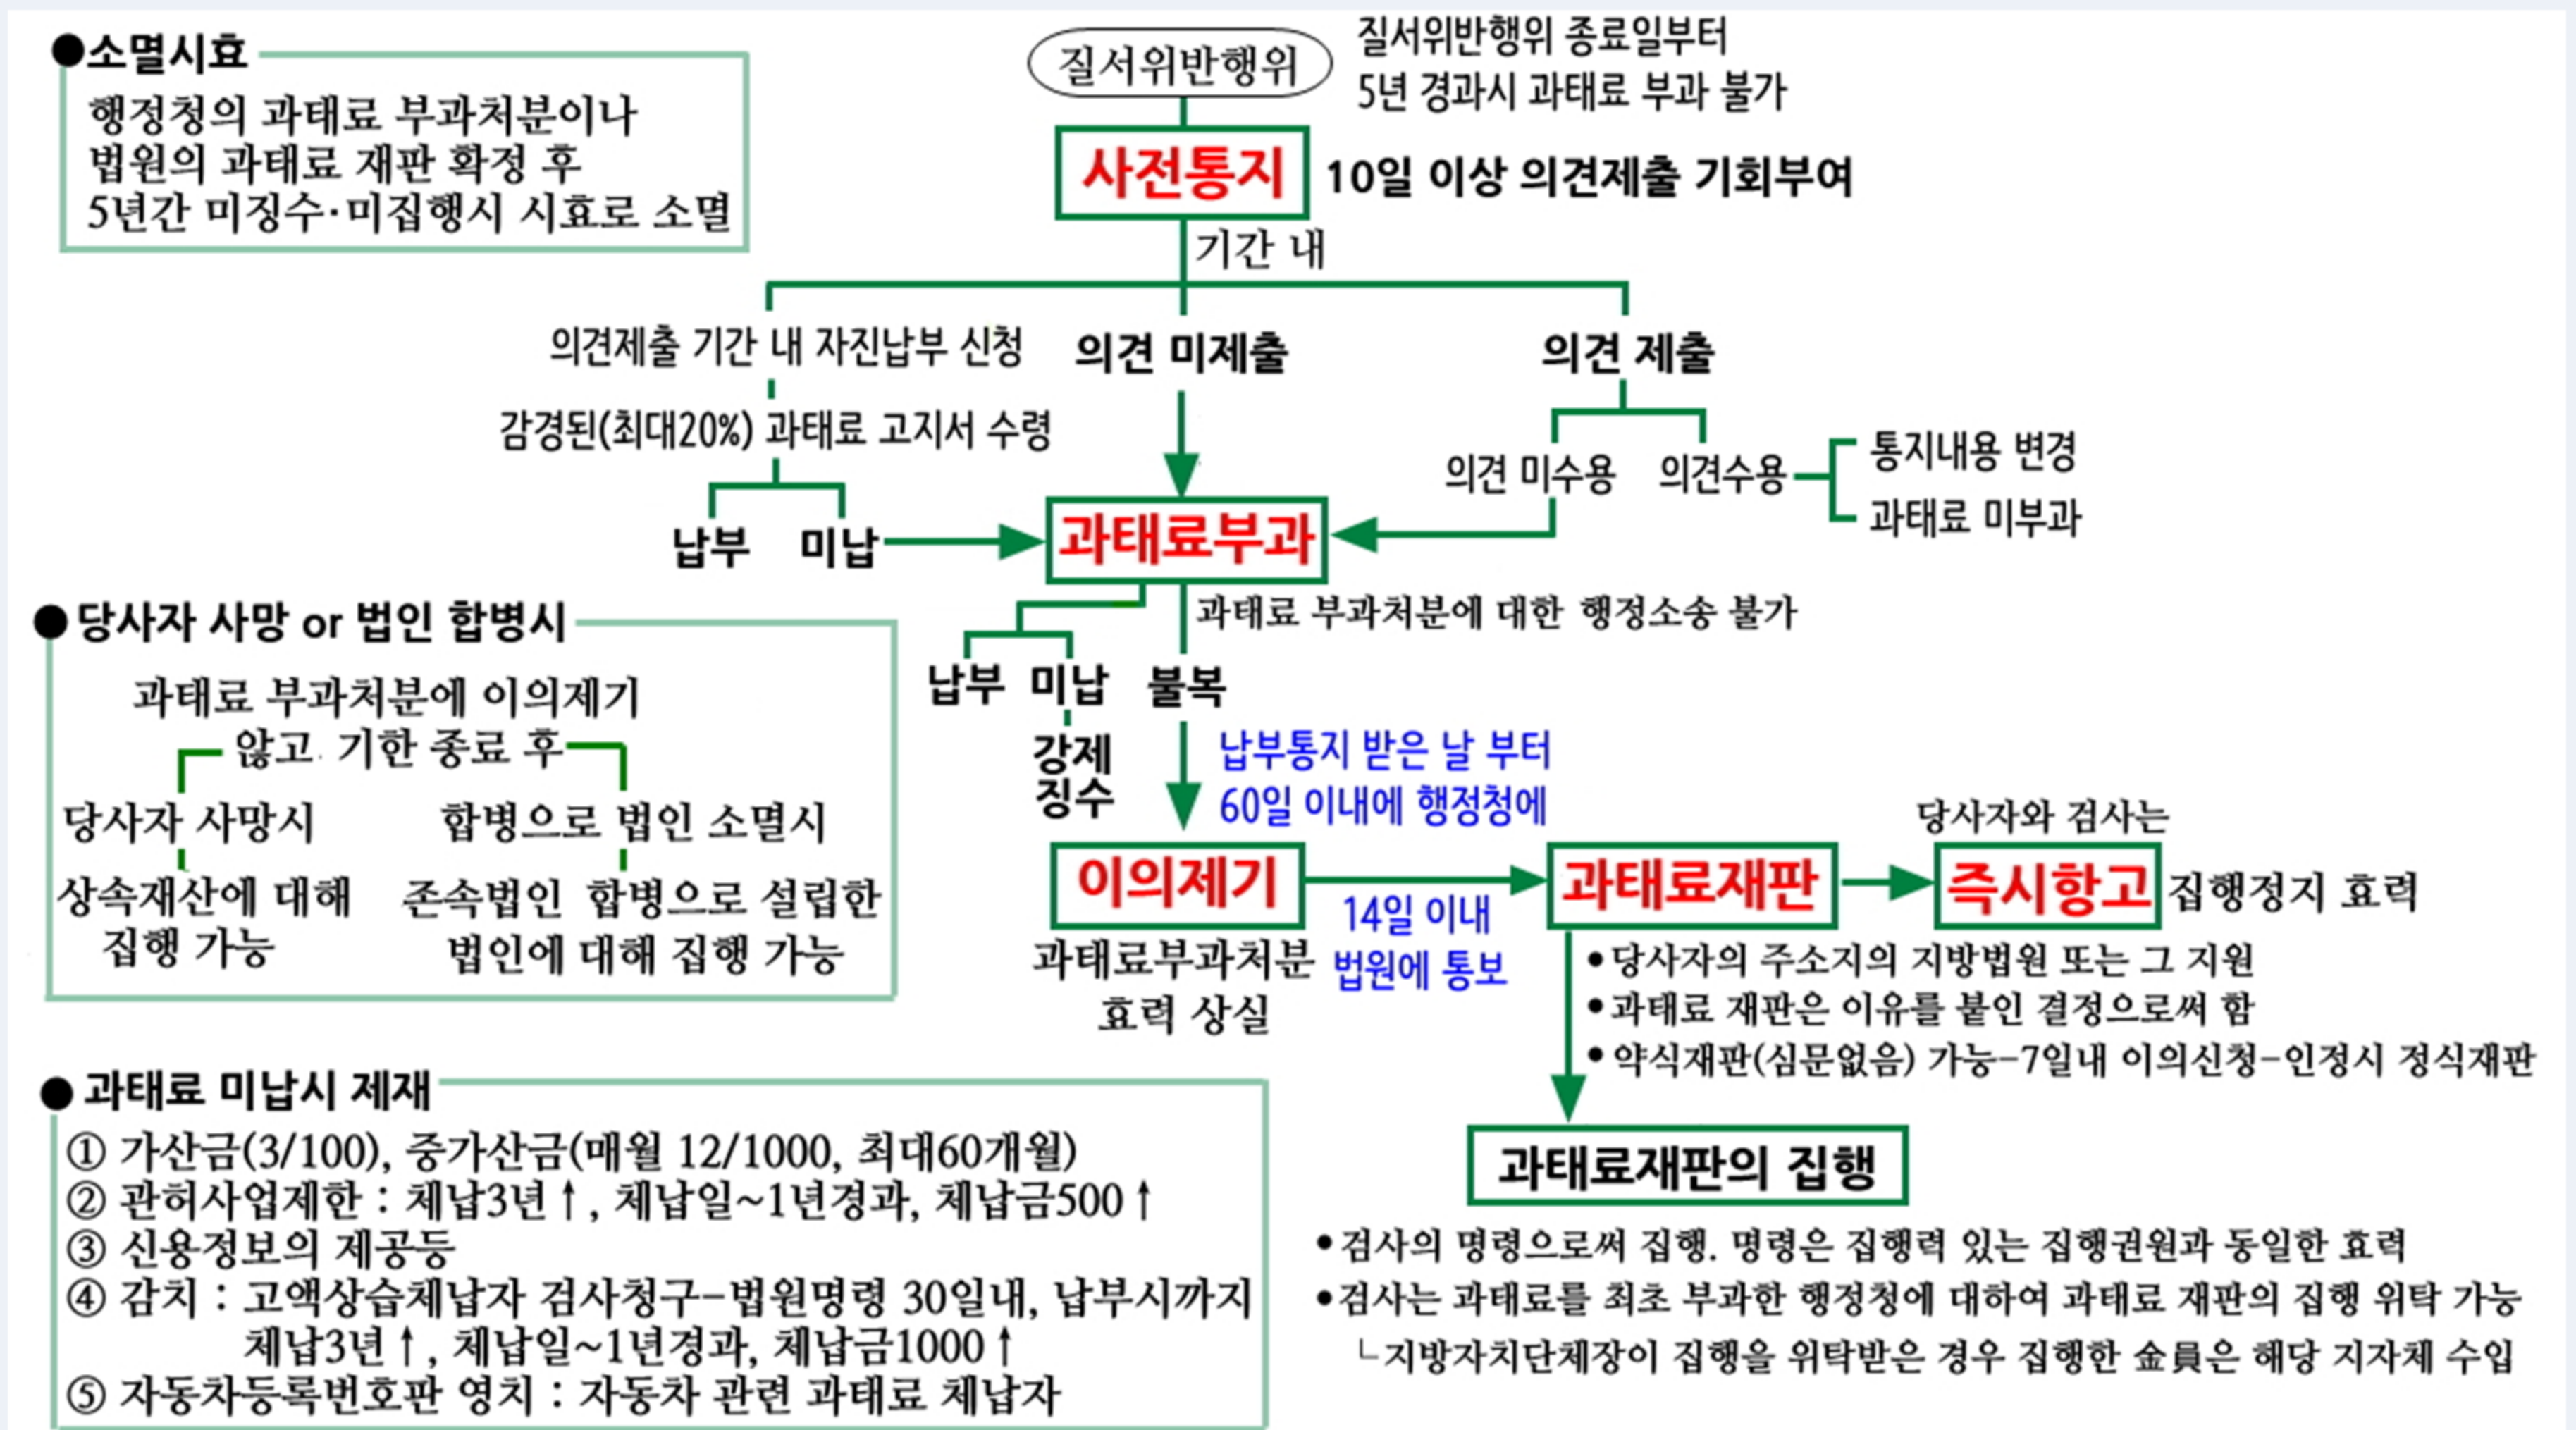 ●소멸시효
행정청의 과태료 부과처분이나
법원의 과태료 재판 확정 후
5년간 미징수·미집행시 시효로 소멸
질서위반행위
질서위반행위 종료일부터
5년 경과시 과태료 부과 불가
사전통지
10일 이상 의견제출 기회부여
기간 내
의견제출 기간 내 자진납부 신청
의견 미제출
의견 제출
감경된(최대20%) 과태료 고지서 수령
의견 미수용
의견수용
통지내용 변경
과태료 미부과
납부
미납
과태료부과
과태료 부과처분에 대한 행정소송 불가
납부
미납
불복
강제
징수
납부통지 받은 날 부터
60일 이내에 행정청에
이의제기
과태료부과처분
효력 상실
14일 이내
법원에 통보
과태료재판
당사자와 검사는
즉시항고
집행정지 효력
●당사자의 주소지의 지방법원 또는 그 지원
●과태료 재판은 이유를 붙인 결정으로써 함
●약식재판(심문없음) 가능-7일내 이의신청-인정시 정식재판
과태료재판의 집행
●검사의 명령으로써 집행. 명령은 집행력 있는 집행권원과 동일한 효력
●검사는 과태료를 최초 부과한 행정청에 대하여 과태료 재판의 집행 위탁 가능
└지방자치단체장이 집행을 위탁받은 경우 집행한 金員은 해당 지자체 수입
● 당사자 사망 or 법인 합병시
과태료 부과처분에 이의제기
않고 기한 종료 후
당사자 사망시
합병으로 법인 소멸시
상속재산에 대해
집행 가능
존속법인 합병으로 설립한
법인에 대해 집행 가능
● 과태료 미납시 제재
① 가산금(3/100), 중가산금(매월 12/1000, 최대60개월)
② 관허사업제한 : 체납3년↑, 체납일~1년경과, 체납금500↑
③ 신용정보의 제공등
④ 감치 : 고액상습체납자 검사청구-법원명령 30일내, 납부시까지
체납3년↑, 체납일~1년경과, 체납금1000↑
⑤ 자동차등록번호판 영치 : 자동차 관련 과태료 체납자